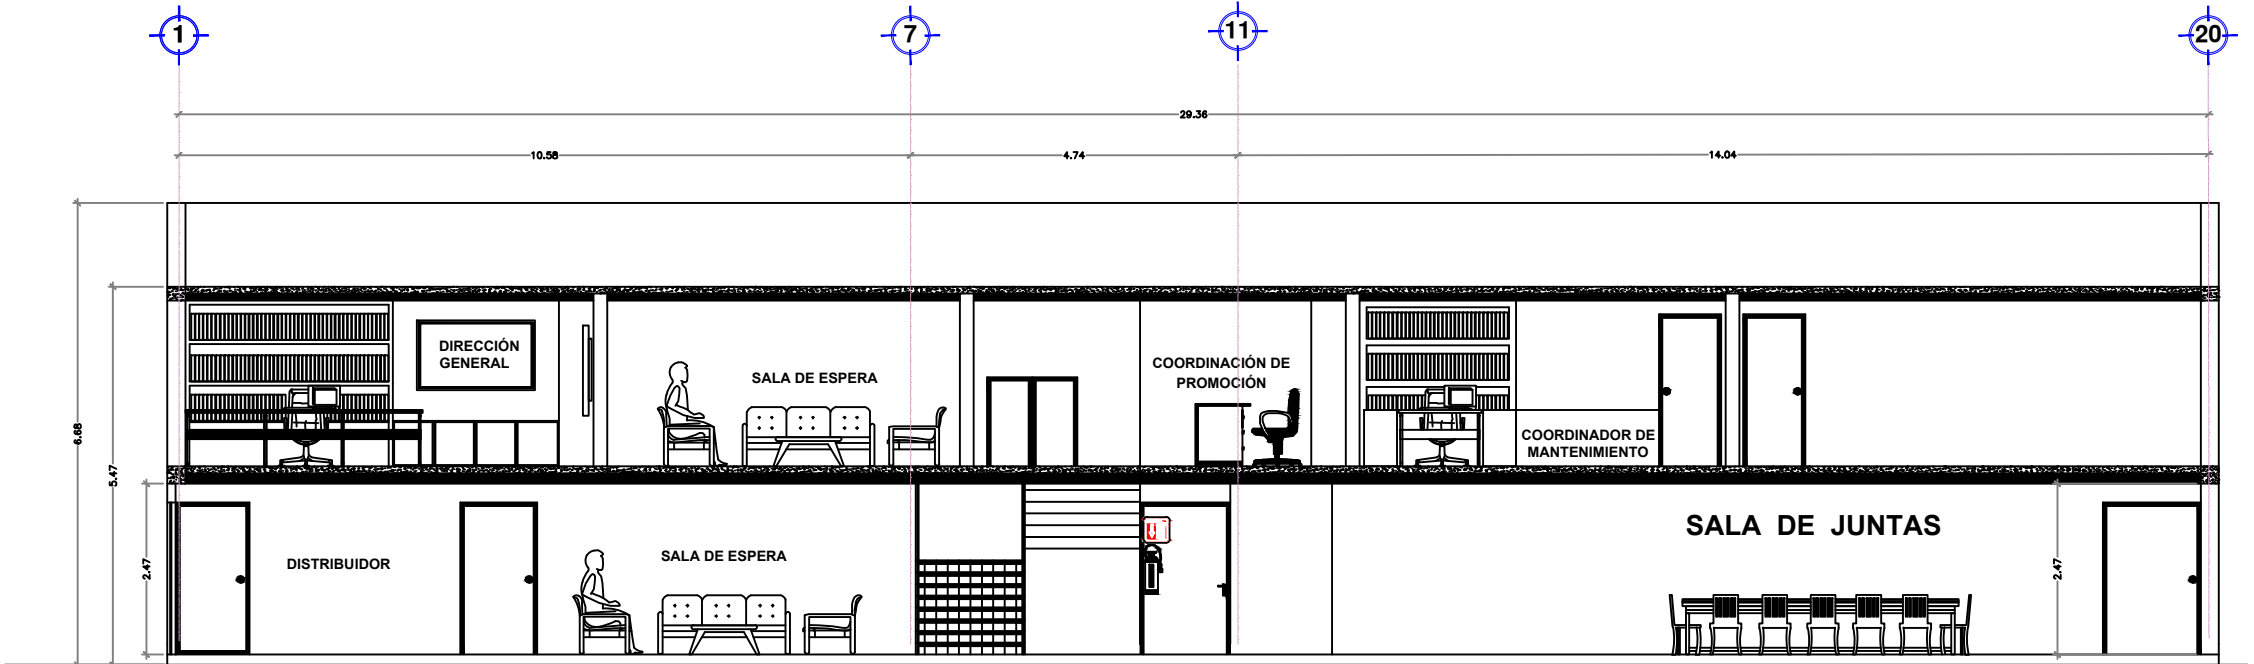 1
7
11
20
29.36
10.58
4.74
14.04
6.68
5.47
2.47
DIRECCIÓN
GENERAL
SALA DE ESPERA
COORDINACIÓN DE
PROMOCIÓN
COORDINADOR DE
MANTENIMIENTO
DISTRIBUIDOR
SALA DE ESPERA
SALA DE JUNTAS
2.47